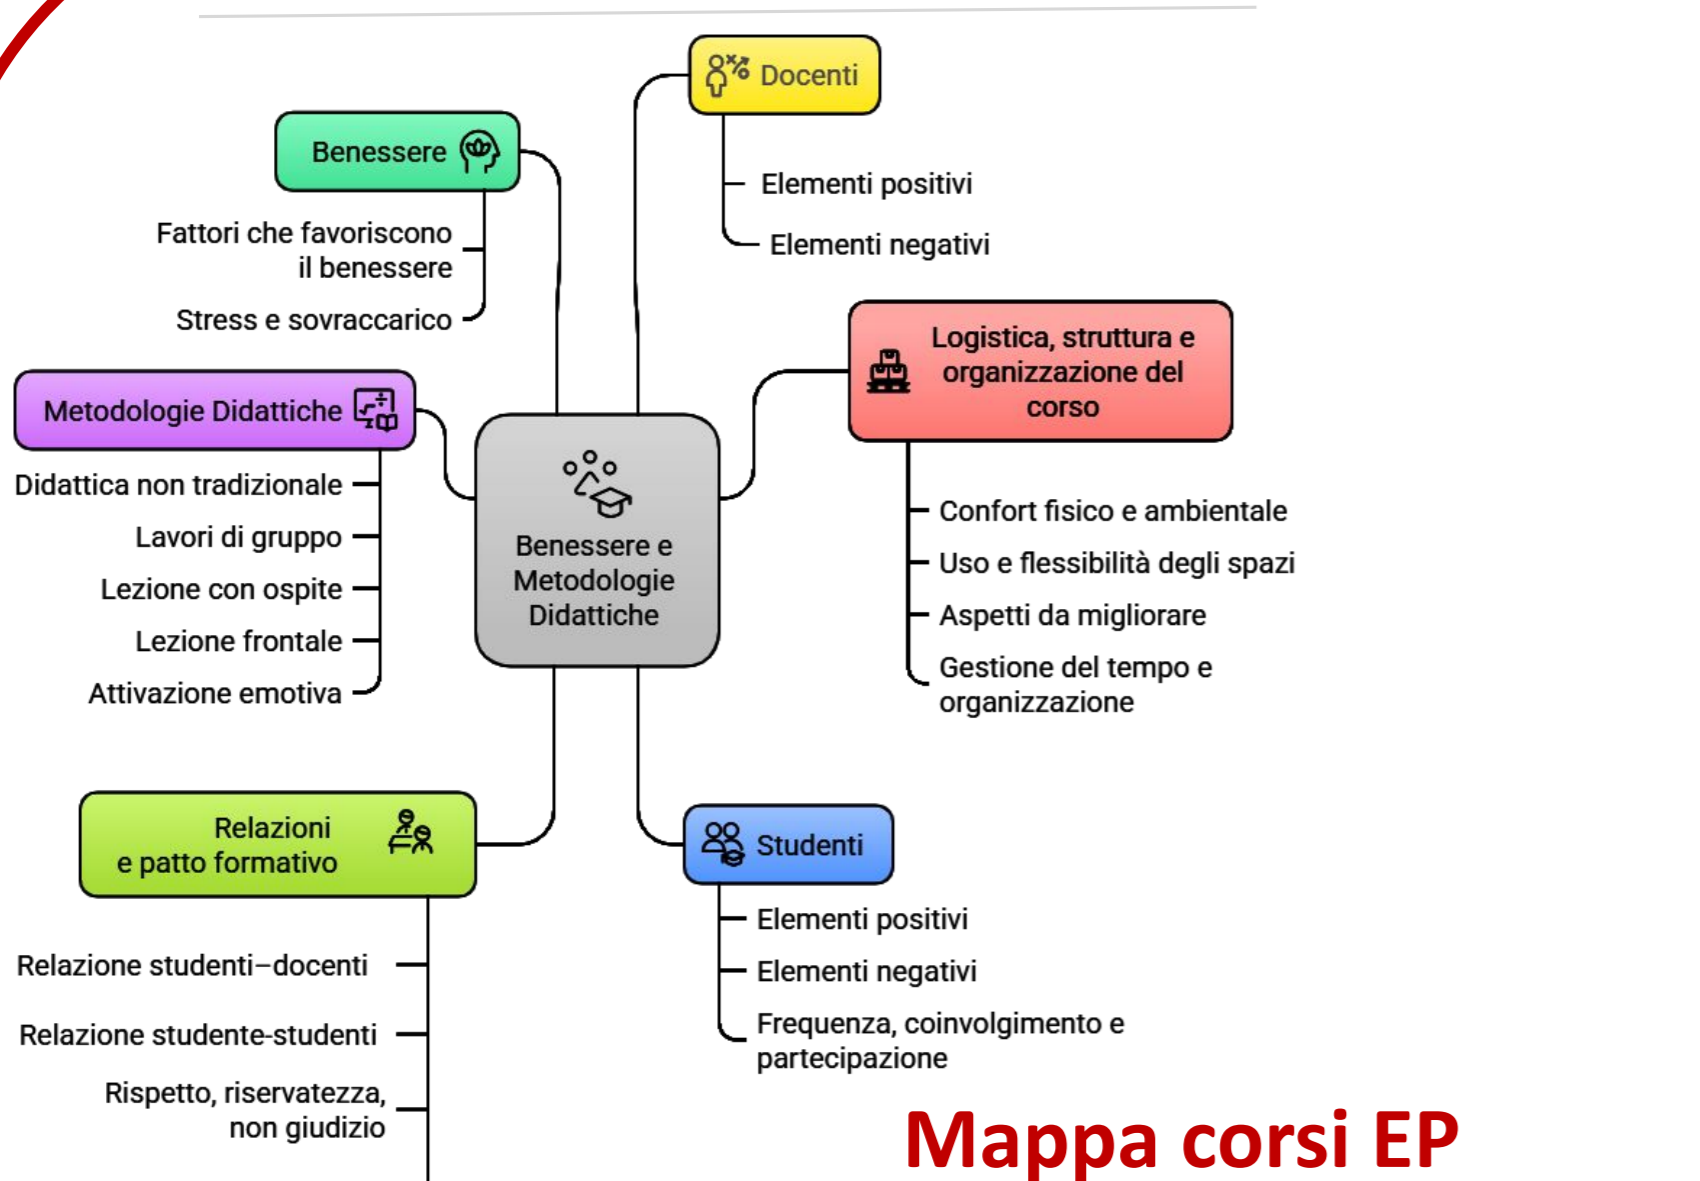 Docenti
Elementi positivi
Elementi negativi
Benessere
Fattori che favoriscono
il benessere
Stress e sovraccarico
Logistica, struttura e
organizzazione del
corso
Confort fisico e ambientale
Uso e flessibilità degli spazi
Aspetti da migliorare
Gestione del tempo e
organizzazione
Metodologie Didattiche
Didattica non tradizionale
Lavori di gruppo
Lezione con ospite
Lezione frontale
Attivazione emotiva
Benessere e
Metodologie
Didattiche
Relazioni
e patto formativo
Relazione studenti–docenti
Relazione studente-studenti
Rispetto, riservatezza,
non giudizio
Studenti
Elementi positivi
Elementi negativi
Frequenza, coinvolgimento e
partecipazione
Mappa corsi EP